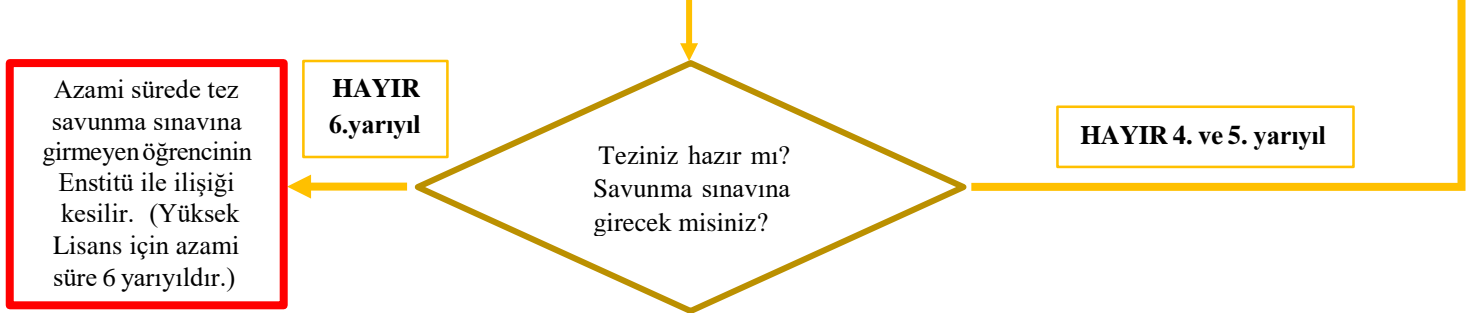 Azami sürede tez
savunma sınavına
girmeyen öğrencinin
Enstitü ile ilişiği
kesilir. (Yüksek
Lisans için azami
süre 6 yarıyıldır.)
HAYIR
6.yarıyıl
Teziniz hazır mı?
Savunma sınavına
girecek misiniz?
HAYIR 4. ve 5. yarıyıl